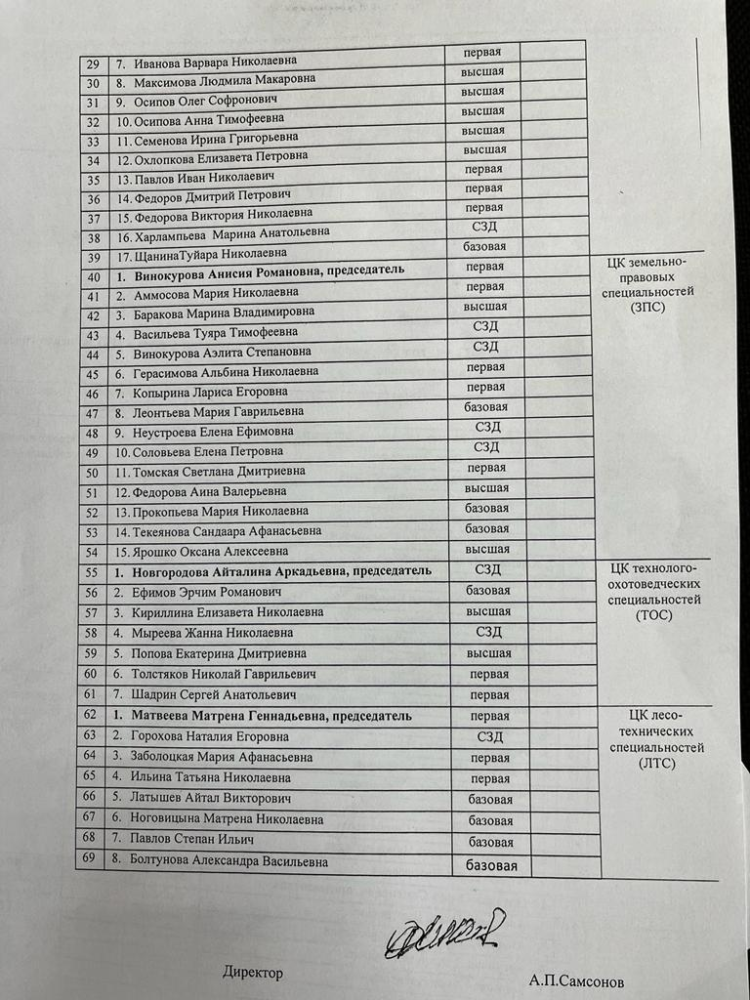 29 7. Иванова Варвара Николаевна первая
30 8. Максимова Людмила Макаровна высшая
31 9. Осипов Олег Софронович высшая
32 10. Осипова Анна Тимофеевна высшая
33 11. Семенова Ирина Григорьевна высшая
34 12. Охлопкова Елизавета Петровна высшая
35 13. Павлов Иван Николаевич первая
36 14. Федоров Дмитрий Петрович первая
37 15. Федорова Виктория Николаевна первая
38 16. Харлампьева Марина Анатольевна СЗД
39 17. ЩанинаТуйара Николаевна базовая
40 1. Винокурова Анисия Романовна, председатель первая ЦК земельно-
41 2. Аммосова Мария Николаевна первая правовых
42 3. Баракова Марина Владимировна высшая специальностей
43 4. Васильева Туяра Тимофеевна СЗД (ЗПС)
44 5. Винокурова Аэлита Степановна СЗД
45 6. Герасимова Альбина Николаевна первая
46 7. Копырина Лариса Егоровна первая
47 8. Леонтьева Мария Гаврильевна базовая
48 9. Неустроева Елена Ефимовна СЗД
49 10. Соловьева Елена Петровна СЗД
50 11. Томская Светлана Дмитриевна первая
51 12. Федорова Аина Валерьевна высшая
52 13. Прокопьева Мария Николаевна базовая
53 14. Текеянова Сандаара Афанасьевна базовая
54 15. Ярошко Оксана Алексеевна высшая
55 1. Новгородова Айталина Аркадьевна, председатель СЗД ЦК технолого-
56 2. Ефимов Эрчим Романович базовая охотоведческих
57 3. Кириллина Елизавета Николаевна высшая специальностей
58 4. Мыреева Жанна Николаевна СЗД (ТОС)
59 5. Попова Екатерина Дмитриевна высшая
60 6. Толстяков Николай Гаврильевич первая
61 7. Шадрин Сергей Анатольевич первая
62 1. Матвеева Матрена Геннадьевна, председатель первая ЦК лесо-
63 2. Горохова Наталия Егоровна СЗД технических
64 3. Заболоцкая Мария Афанасьевна первая специальностей
65 4. Ильина Татьяна Николаевна первая (ЛТС)
66 5. Латышев Айтал Викторович базовая
67 6. Ноговицына Матрена Николаевна базовая
68 7. Павлов Степан Ильич базовая
69 8. Болтунова Александра Васильевна базовая
Директор А.П.Самсонов